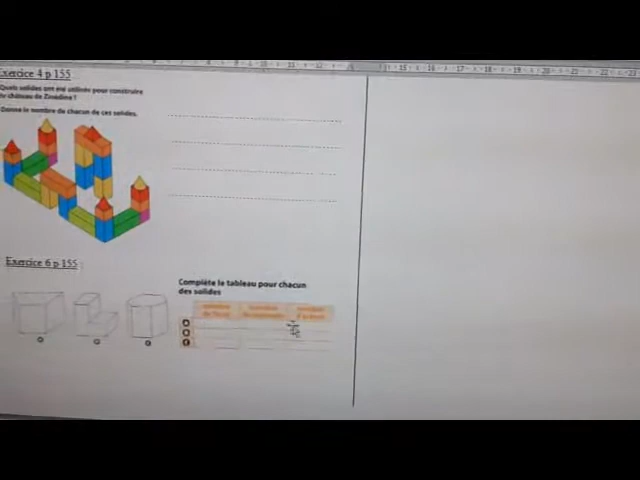 Exercice 4 p 155
Quels solides ont été utilisés pour construire
le château de Zinédine ?
Donne le nombre de chacun de ces solides.
Exercice 6 p 155
Complète le tableau pour chacun
des solides